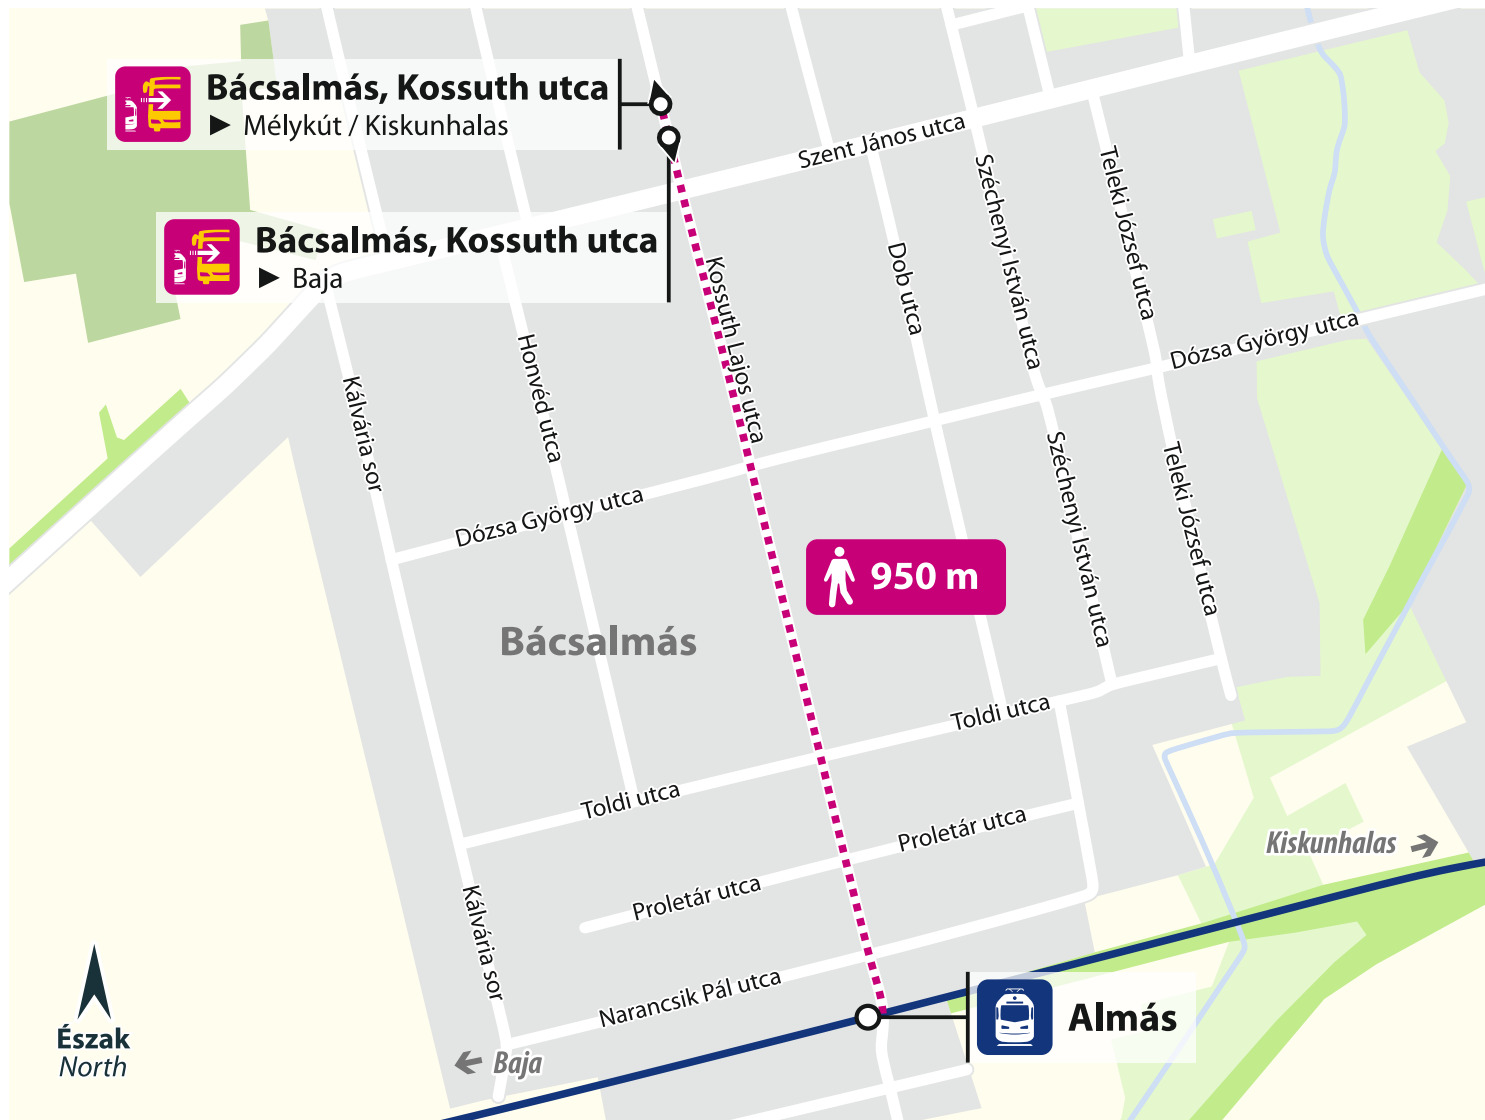 Bácsalmás, Kossuth utca
► Mélykút / Kiskunhalas
Bácsalmás, Kossuth utca
► Baja
Szent János utca
Széchenyi István utca
Teleki József utca
Dob utca
Kossuth Lajos utca
Honvéd utca
Kálvária sor
Dózsa György utca
Dózsa György utca
Széchenyi István utca
Teleki József utca
950 m
Bácsalmás
Toldi utca
Toldi utca
Proletár utca
Proletár utca
Kiskunhalas →
Kálvária sor
Narancsik Pál utca
Almás
← Baja
Észak
North